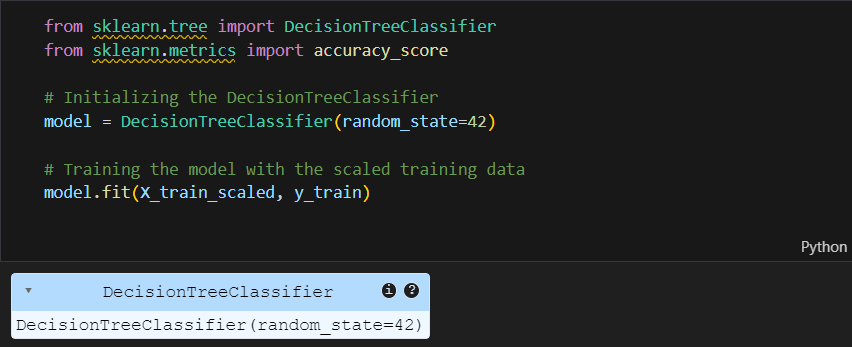 from sklearn.tree import DecisionTreeClassifier
from sklearn.metrics import accuracy_score
# Initializing the DecisionTreeClassifier
model = DecisionTreeClassifier(random_state=42)
# Training the model with the scaled training data
model.fit(X_train_scaled, y_train)
Python
▾ DecisionTreeClassifier i ?
DecisionTreeClassifier(random_state=42)